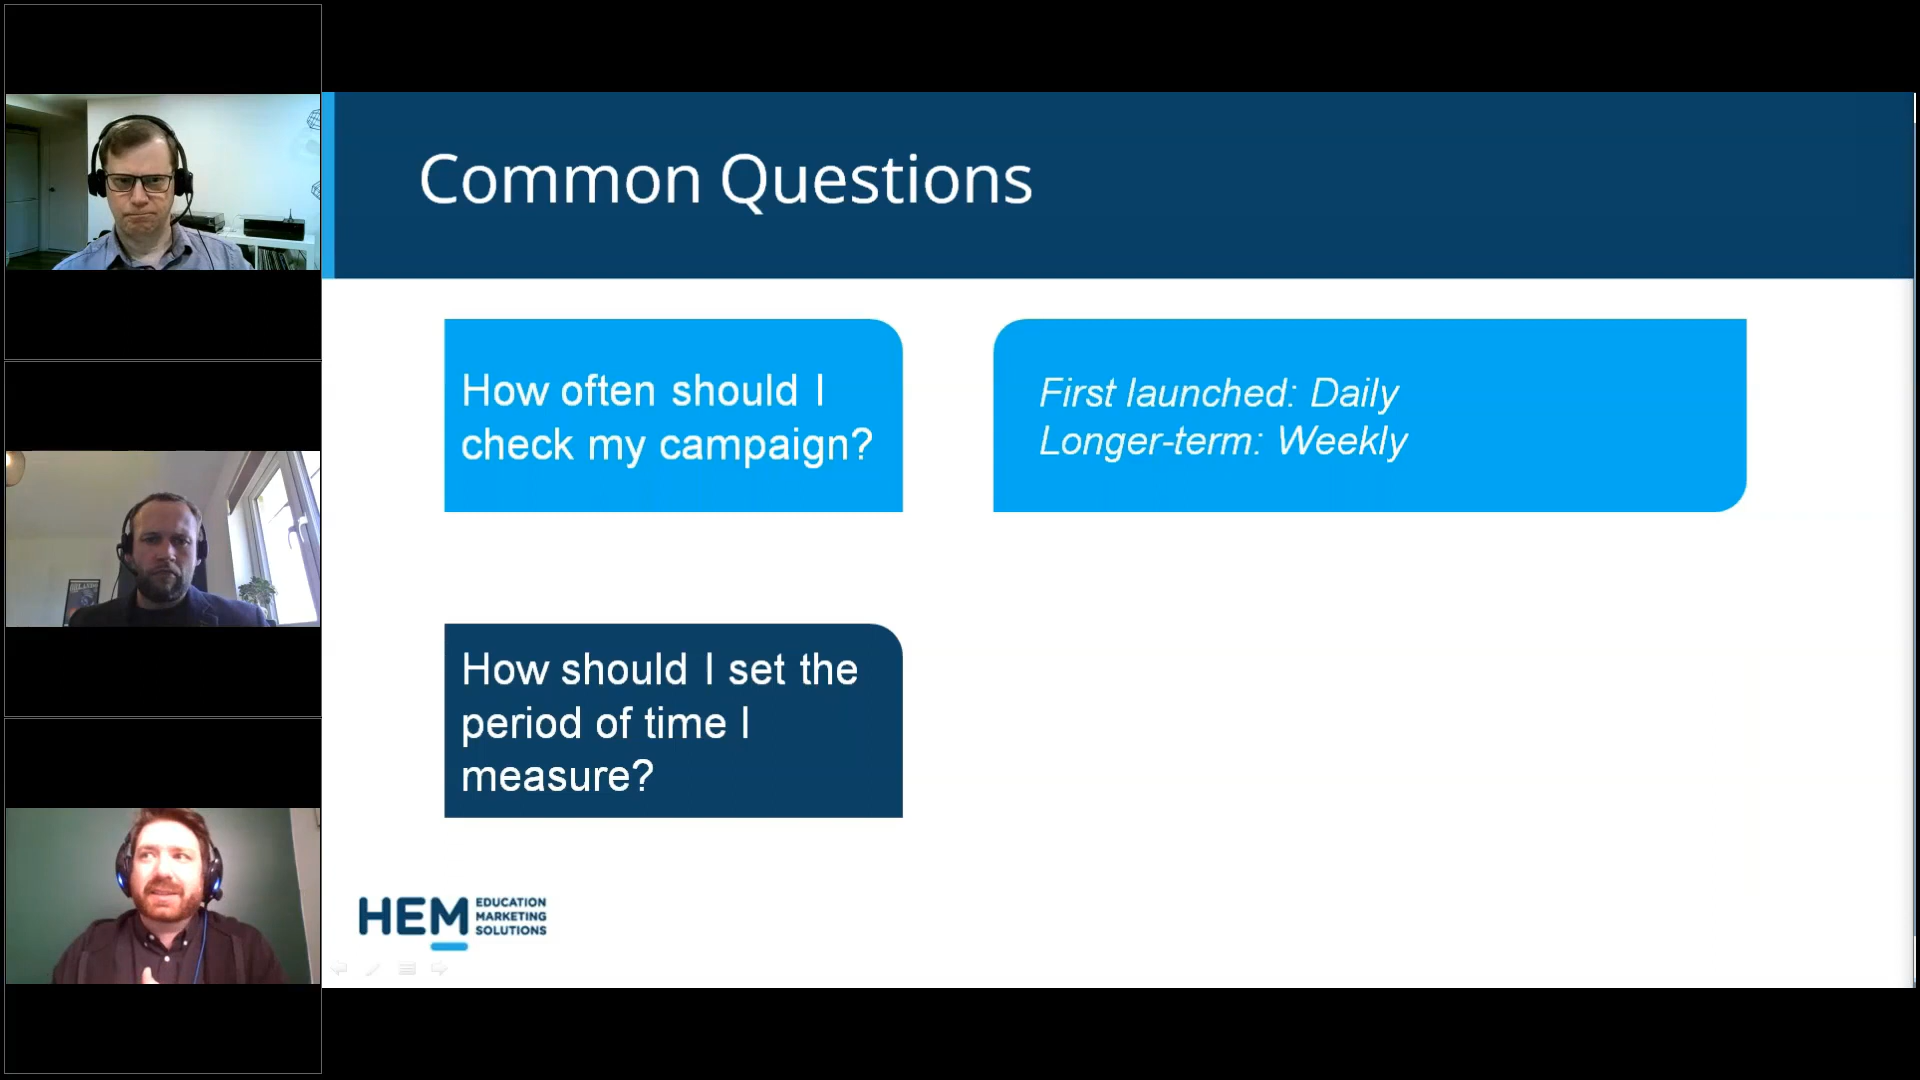 Common Questions
How often should I
check my campaign?
First launched: Daily
Longer-term: Weekly
How should I set the
period of time I
measure?
HEM EDUCATION
MARKETING
SOLUTIONS